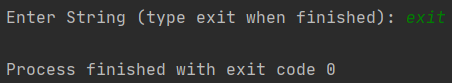 Enter String (type exit when finished): exit
Process finished with exit code 0